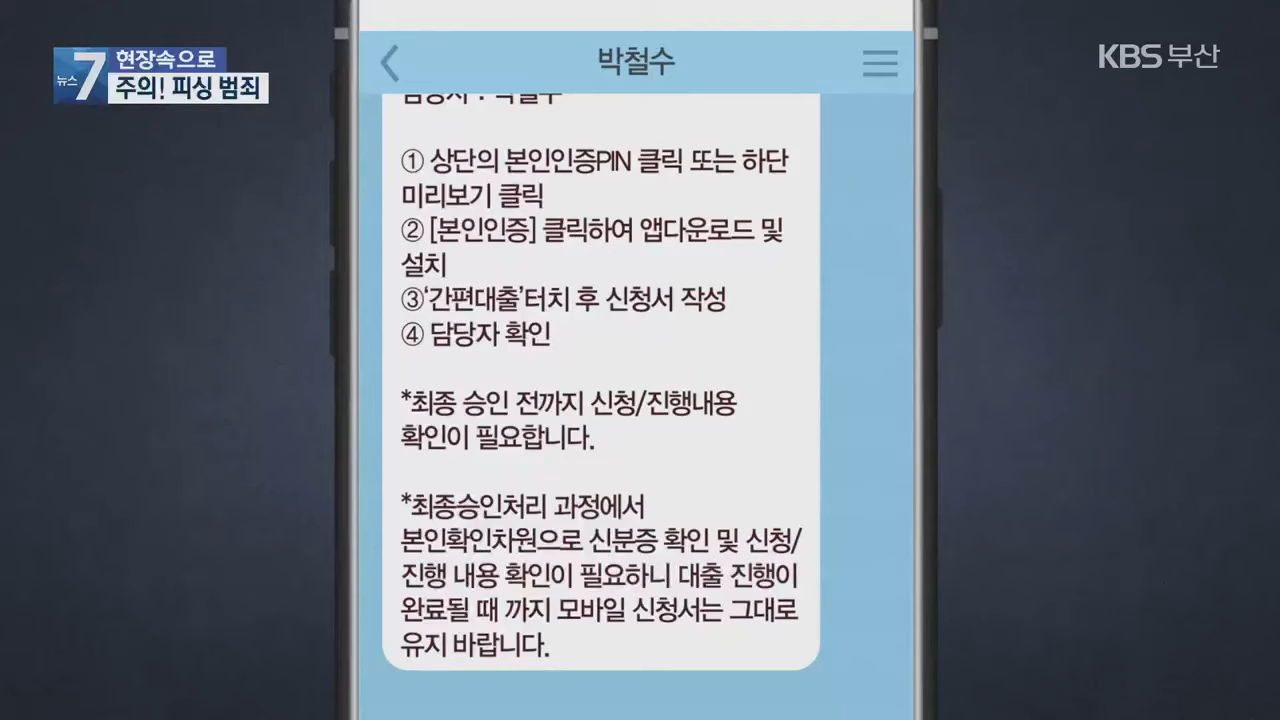 현장속으로
뉴스 7
주의! 피싱 범죄
KBS 부산
박철수
담당자 : 박철수
① 상단의 본인인증PIN 클릭 또는 하단
미리보기 클릭
② [본인인증] 클릭하여 앱다운로드 및
설치
③‘간편대출’터치 후 신청서 작성
④ 담당자 확인
*최종 승인 전까지 신청/진행내용
확인이 필요합니다.
*최종승인처리 과정에서
본인확인차원으로 신분증 확인 및 신청/
진행 내용 확인이 필요하니 대출 진행이
완료될 때 까지 모바일 신청서는 그대로
유지 바랍니다.